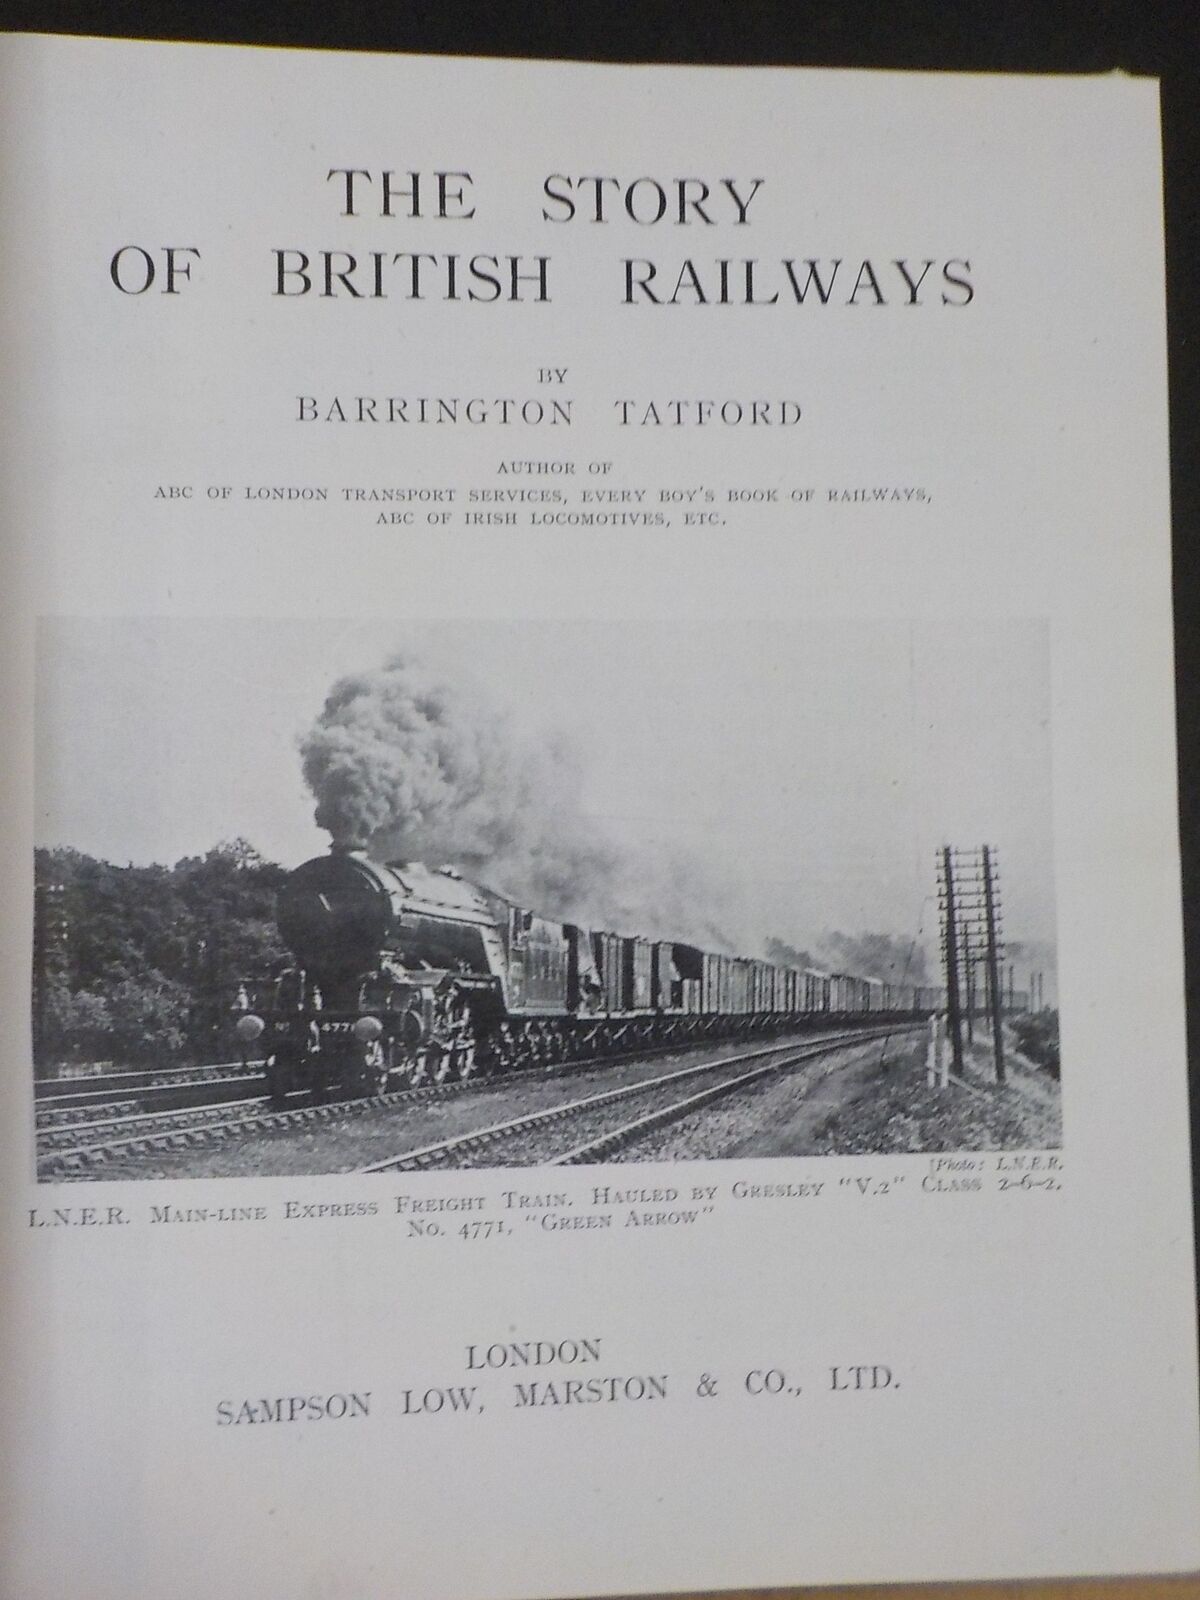 THE STORY
OF BRITISH RAILWAYS
BY
BARRINGTON TATFORD
AUTHOR OF
ABC OF LONDON TRANSPORT SERVICES, EVERY BOY'S BOOK OF RAILWAYS,
ABC OF IRISH LOCOMOTIVES, ETC.
No 4771
[Photo: L.N.E.R.
L.N.E.R. MAIN-LINE EXPRESS FREIGHT TRAIN. HAULED BY GRESLEY "V.2" CLASS 2-6-2.
No. 4771, "GREEN ARROW"
LONDON
SAMPSON LOW, MARSTON & CO., LTD.